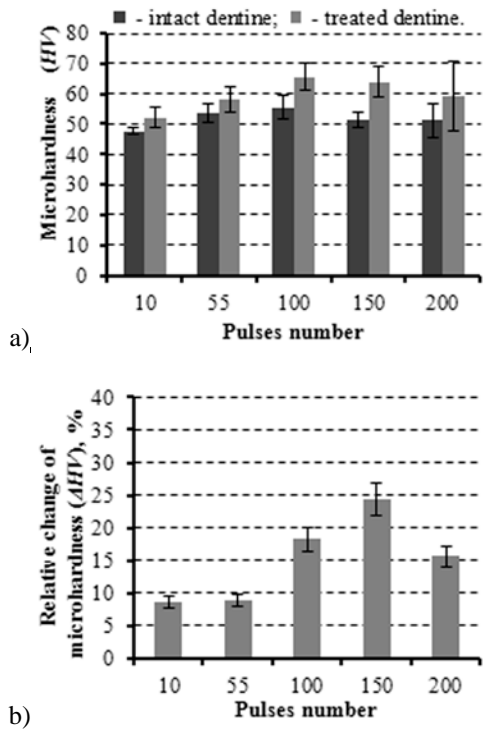 - intact dentine; - treated dentine.
Microhardness (HV)
80
70
60
50
40
30
20
10
0
10 55 100 150 200
Pulses number
a)
Relative change of
microhardness (ΔHV), %
40
35
30
25
20
15
10
5
0
10 55 100 150 200
Pulses number
b)